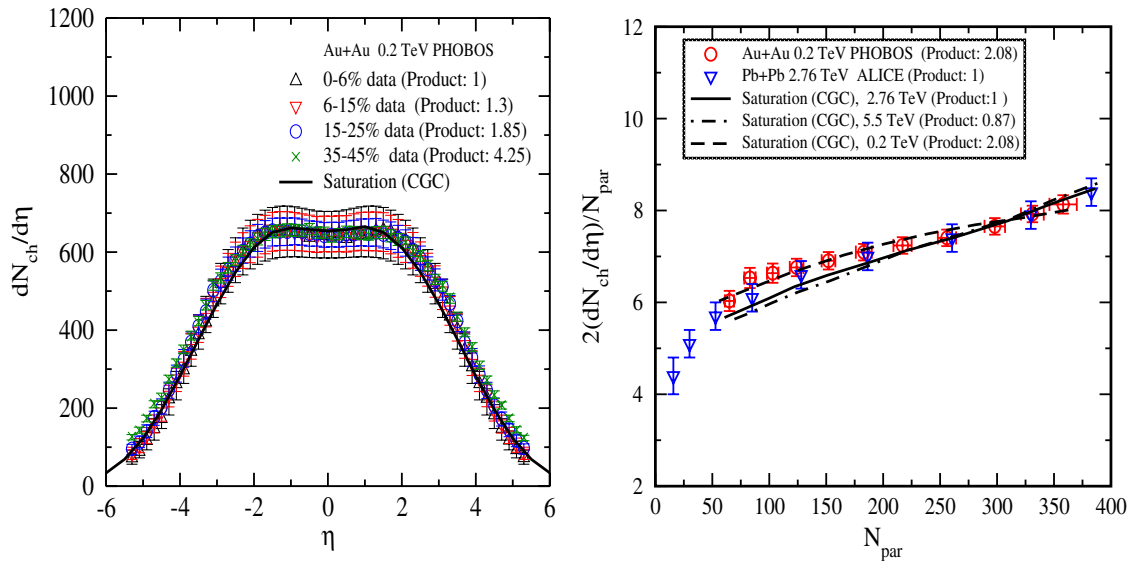 1200
1000
800
600
400
200
0
-6
-4
-2
0
2
4
6
dN_ch/dη
η
Au+Au 0.2 TeV PHOBOS
0-6% data (Product: 1)
6-15% data (Product: 1.3)
15-25% data (Product: 1.85)
35-45% data (Product: 4.25)
Saturation (CGC)
12
10
8
6
4
2
0
50
100
150
200
250
300
350
400
2(dN_ch/dη)/N_par
N_par
Au+Au 0.2 TeV PHOBOS (Product: 2.08)
Pb+Pb 2.76 TeV ALICE (Product: 1)
Saturation (CGC), 2.76 TeV (Product:1 )
Saturation (CGC), 5.5 TeV (Product: 0.87)
Saturation (CGC), 0.2 TeV (Product: 2.08)